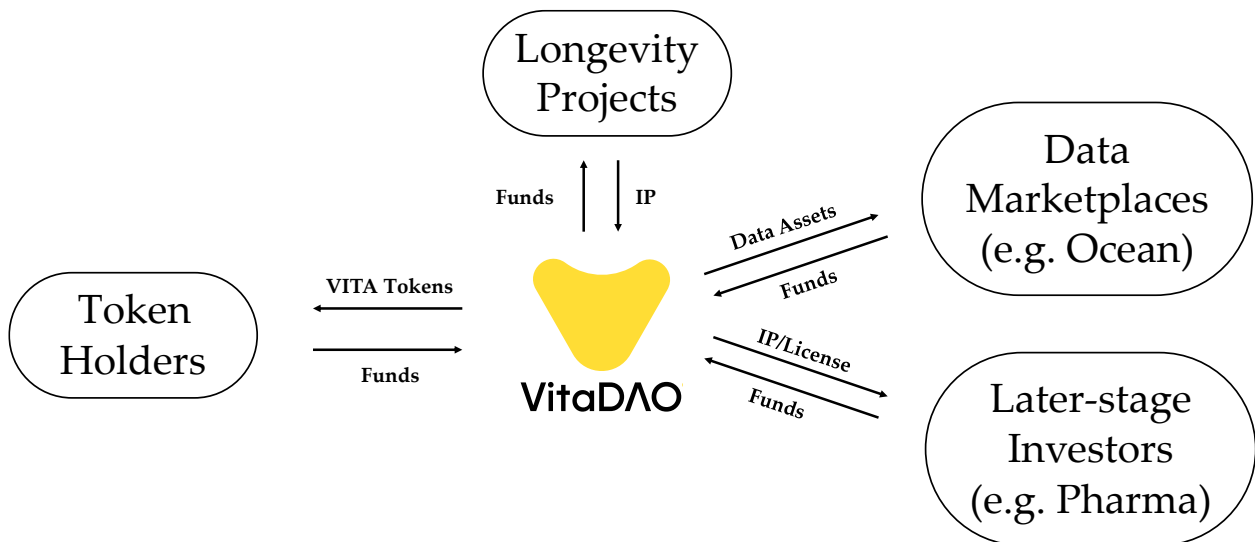 Longevity
Projects
Funds
IP
Data
Marketplaces
(e.g. Ocean)
Data Assets
Funds
Token
Holders
VITA Tokens
Funds
VitaDΛO
IP/License
Funds
Later-stage
Investors
(e.g. Pharma)